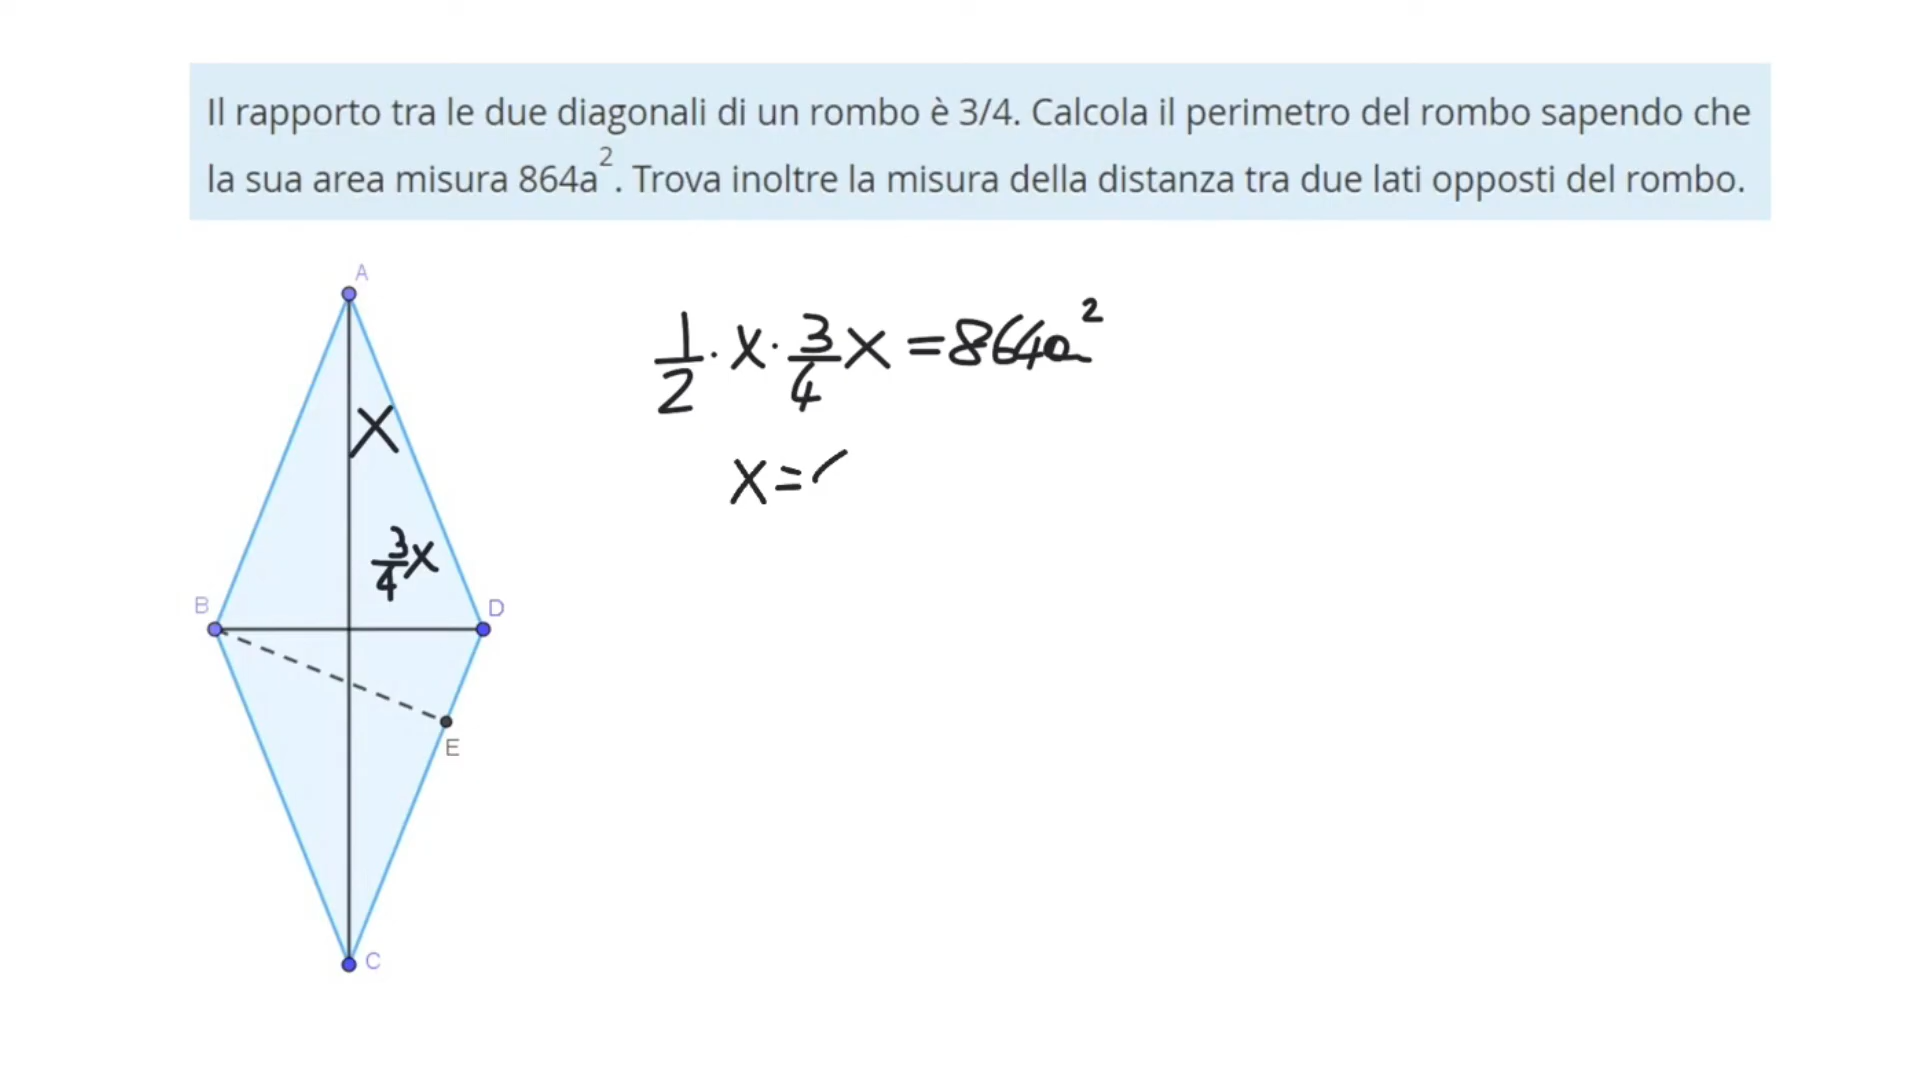 Il rapporto tra le due diagonali di un rombo è 3/4. Calcola il perimetro del rombo sapendo che
la sua area misura 864a². Trova inoltre la misura della distanza tra due lati opposti del rombo.
A
1/2 · x · 3/4 x = 864a²
x
x =
3/4 x
B
D
E
C